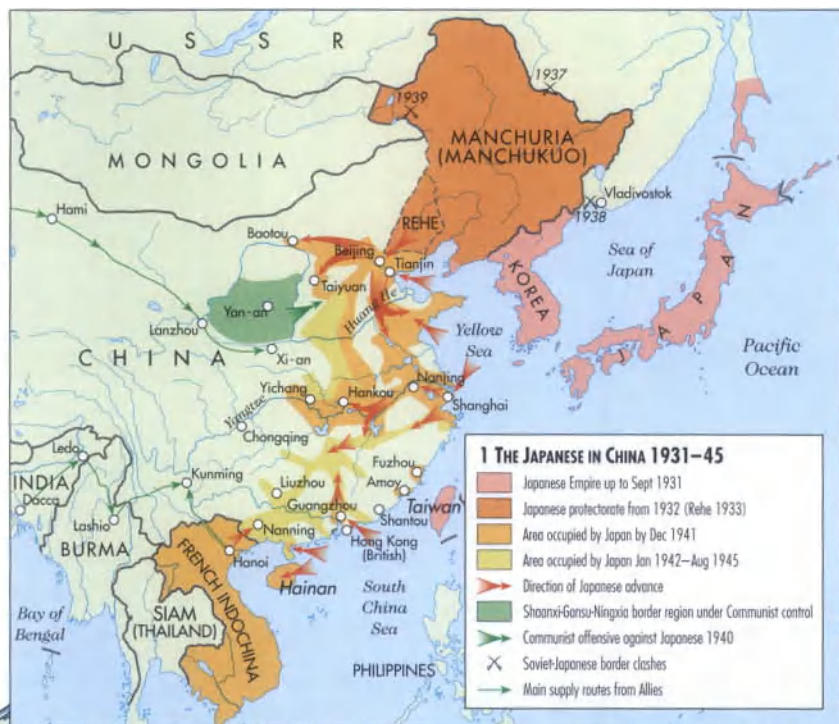 U S S R
1937
1939
MANCHURIA
(MANCHUKUO)
MONGOLIA
Hami
Vladivostok
1938
REHE
Baotou
Beijing
Tianjin
KOREA
Sea of
Japan
JAPAN
Taiyuan
Huang He
Yan-an
Lanzhou
Yellow
Sea
Pacific
Ocean
CHINA
Xi-an
Yichang
Hankou
Nanjing
Shanghai
Yangtze
Chongqing
Ledo
INDIA
Dacca
Kunming
Liuzhou
Fuzhou
Amoy
Taiwan
Guangzhou
Shantou
Lashio
Nanning
Hong Kong
(British)
BURMA
Hanoi
Hainan
FRENCH INDOCHINA
SIAM
(THAILAND)
South
China
Sea
Bay of
Bengal
PHILIPPINES
1 THE JAPANESE IN CHINA 1931–45
Japanese Empire up to Sept 1931
Japanese protectorate from 1932 (Rehe 1933)
Area occupied by Japan by Dec 1941
Area occupied by Japan Jan 1942–Aug 1945
Direction of Japanese advance
Shaanxi-Gansu-Ningxia border region under Communist control
Communist offensive against Japanese 1940
Soviet-Japanese border clashes
Main supply routes from Allies